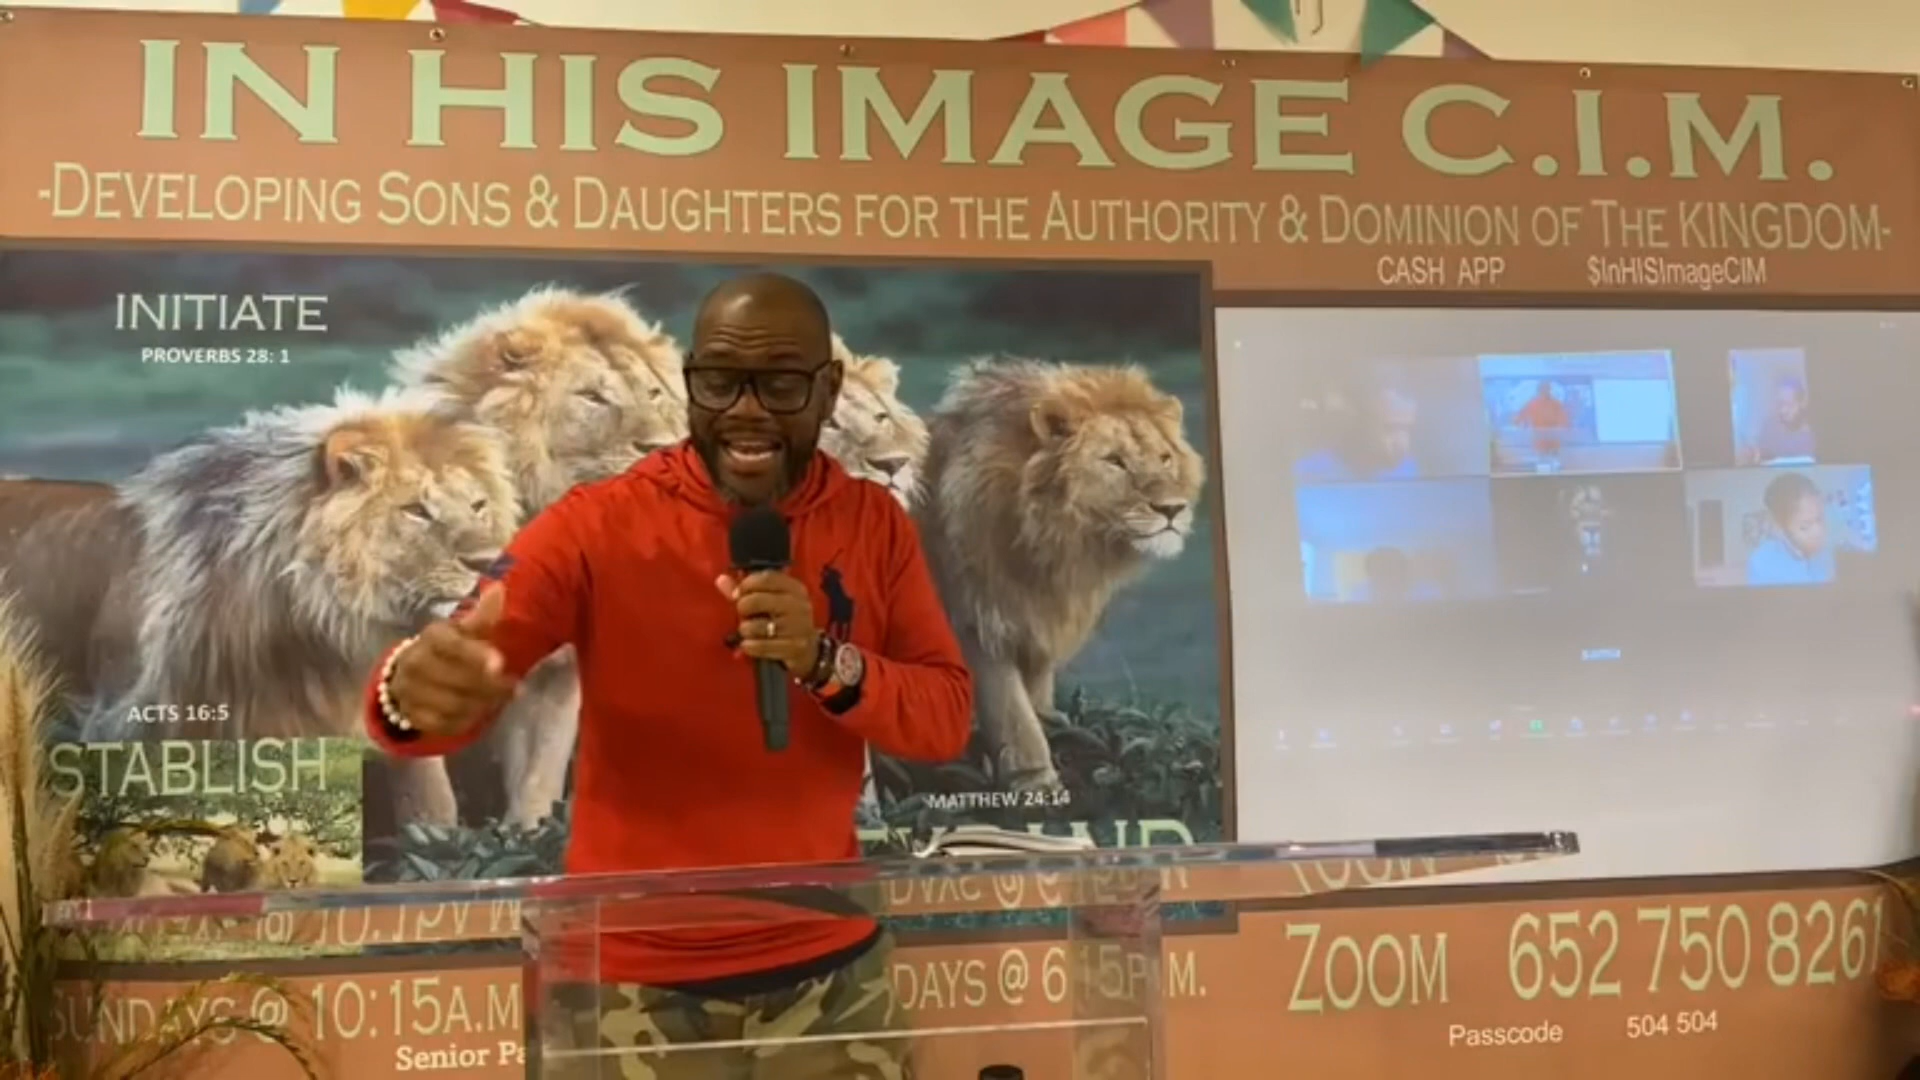 IN HIS IMAGE C.I.M.
-DEVELOPING SONS & DAUGHTERS FOR THE AUTHORITY & DOMINION OF THE KINGDOM-
CASH APP $InHISImageCIM
INITIATE
PROVERBS 28: 1
ACTS 16:5
STABLISH
MATTHEW 24:14
SUNDAYS @ 10:15A.M
DAYS @ 6 15P.M.
Senior Pa
ZOOM 652 750 8261
Passcode 504 504